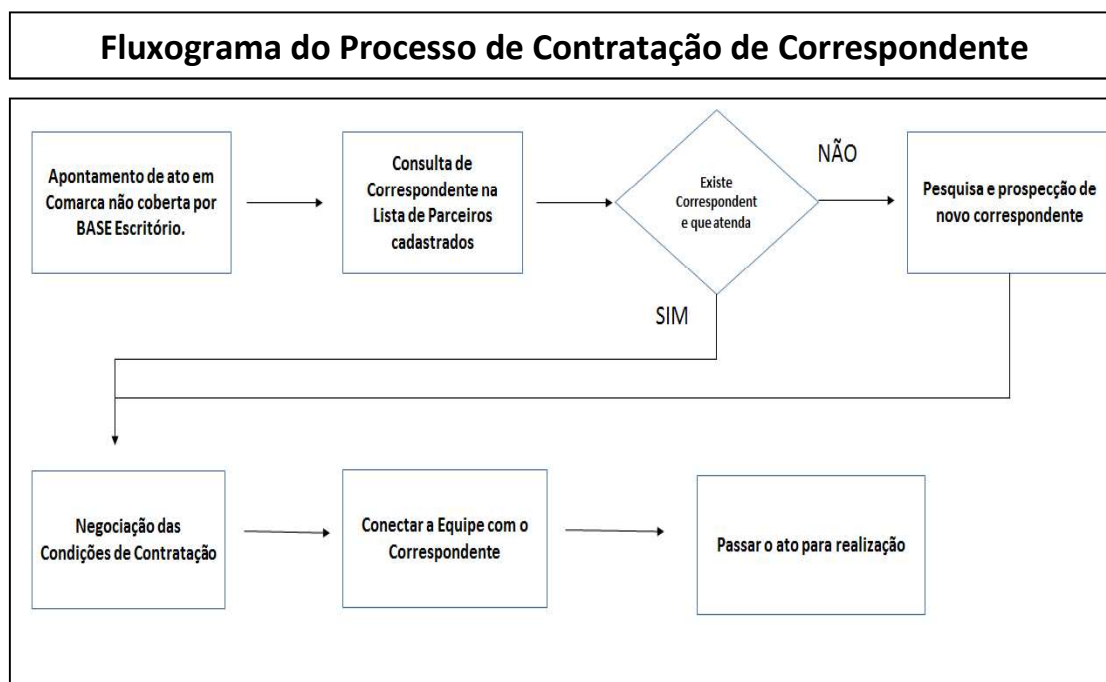 Fluxograma do Processo de Contratação de Correspondente
Apontamento de ato em
Comarca não coberta por
BASE Escritório.
Consulta de
Correspondente na
Lista de Parceiros
cadastrados
Existe
Correspondent
e que atenda
NÃO
Pesquisa e prospecção de
novo correspondente
SIM
Negociação das
Condições de Contratação
Conectar a Equipe com o
Correspondente
Passar o ato para realização